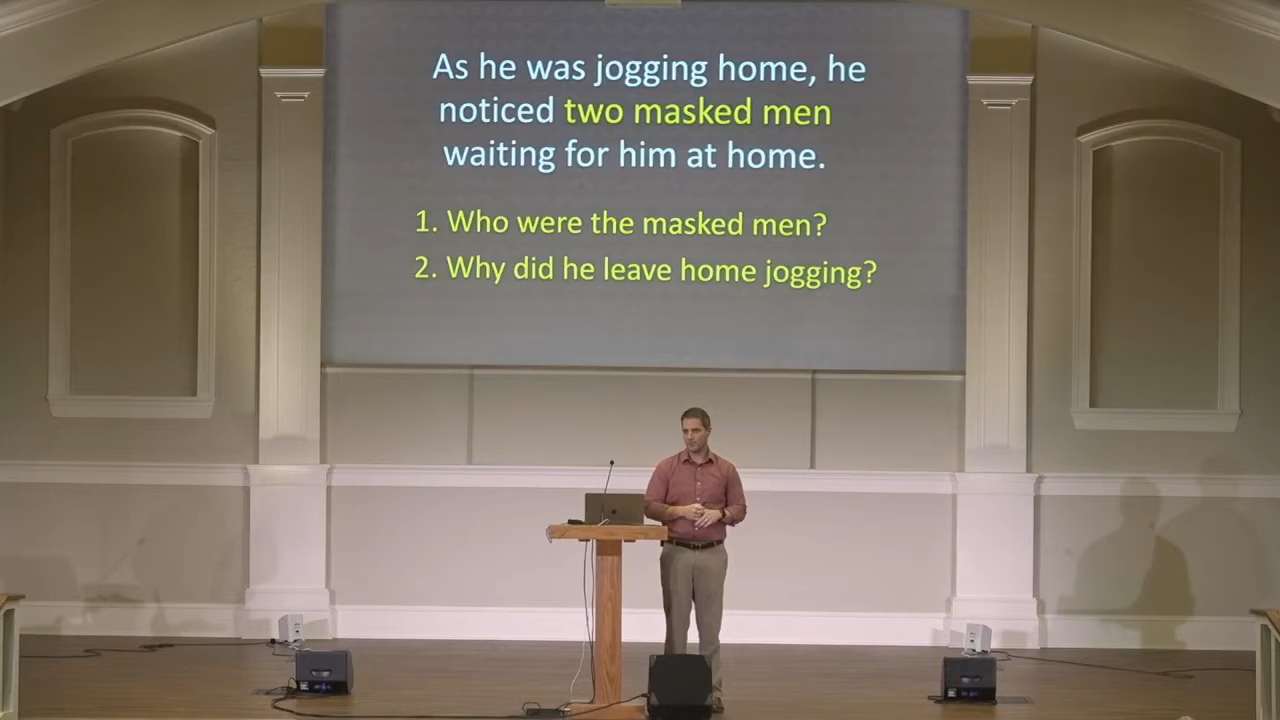 As he was jogging home, he
noticed two masked men
waiting for him at home.
1. Who were the masked men?
2. Why did he leave home jogging?